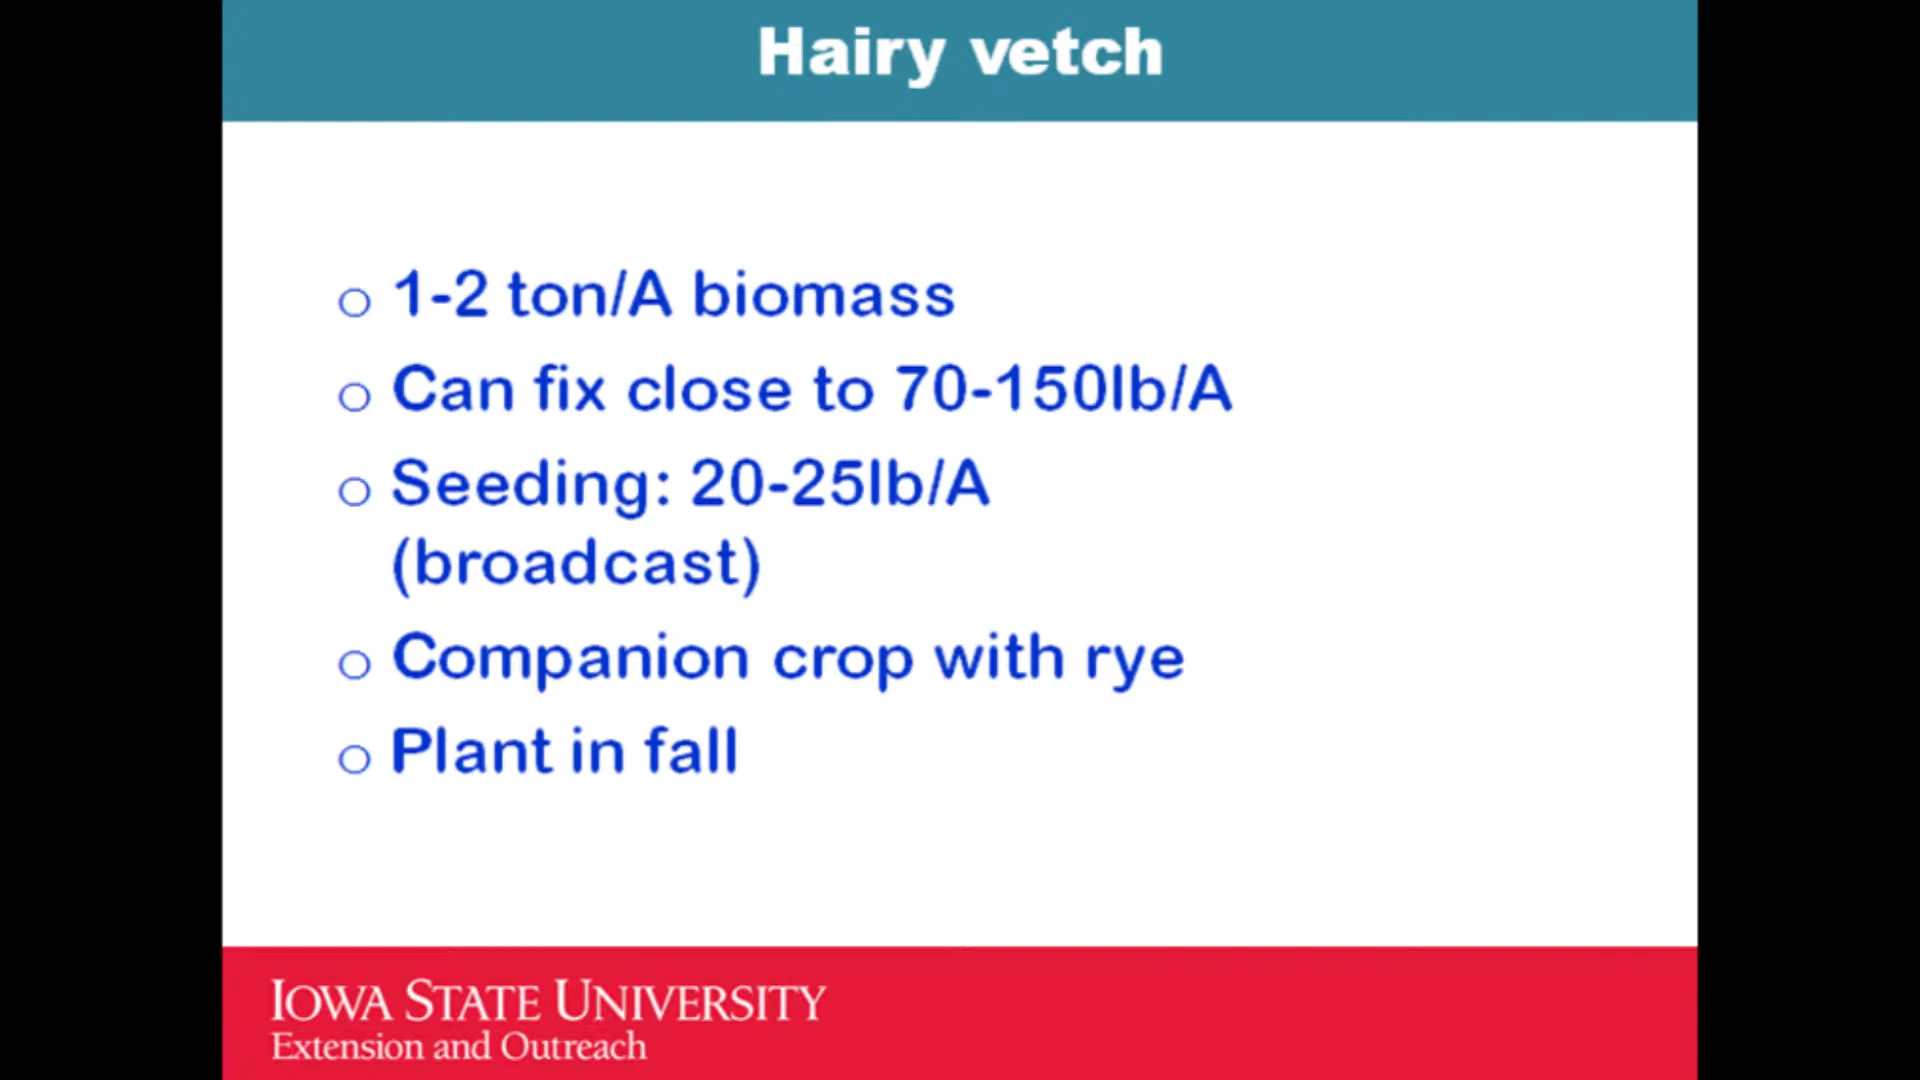 Hairy vetch
○ 1-2 ton/A biomass
○ Can fix close to 70-150lb/A
○ Seeding: 20-25lb/A
(broadcast)
○ Companion crop with rye
○ Plant in fall
IOWA STATE UNIVERSITY
Extension and Outreach